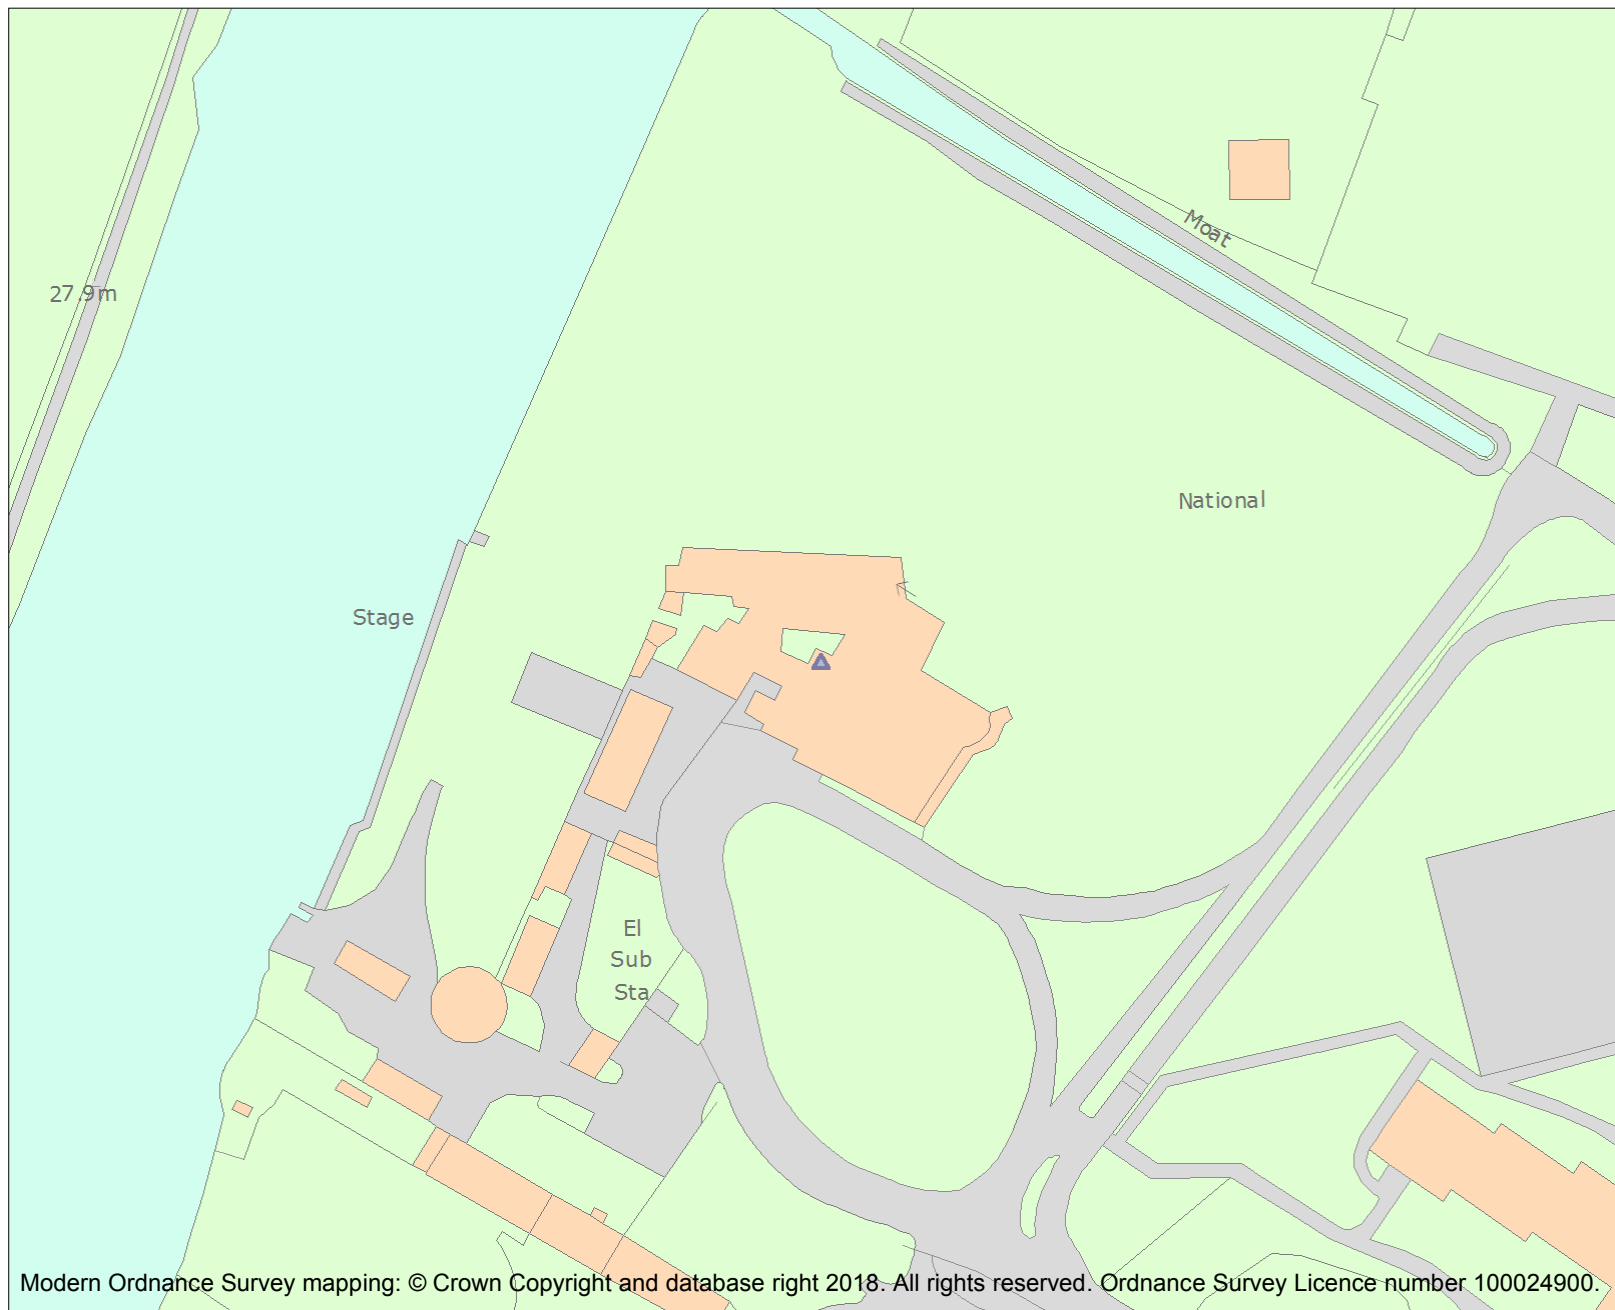 Moat
27.9m
National
Stage
El
Sub
Sta
Modern Ordnance Survey mapping: © Crown Copyright and database right 2018. All rights reserved. Ordnance Survey Licence number 100024900.